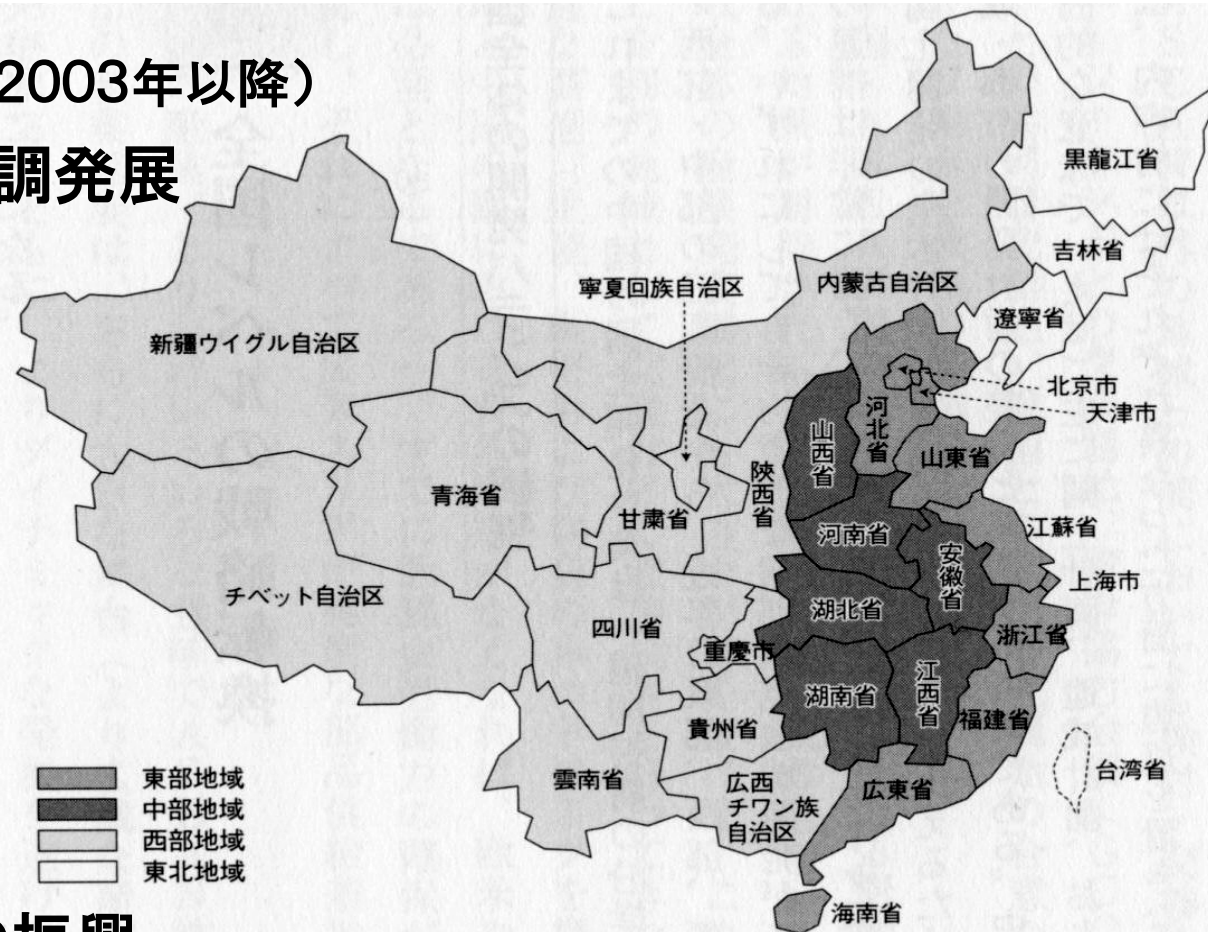 2003年以降）
調発展
黒龍江省
吉林省
遼寧省
内蒙古自治区
寧夏回族自治区
新疆ウイグル自治区
北京市
天津市
河北省
山西省
山東省
陝西省
青海省
甘粛省
河南省
江蘇省
安徽省
上海市
チベット自治区
四川省
湖北省
重慶市
浙江省
湖南省
江西省
貴州省
福建省
雲南省
広西
チワン族
自治区
広東省
台湾省
海南省
東部地域
中部地域
西部地域
東北地域
振興